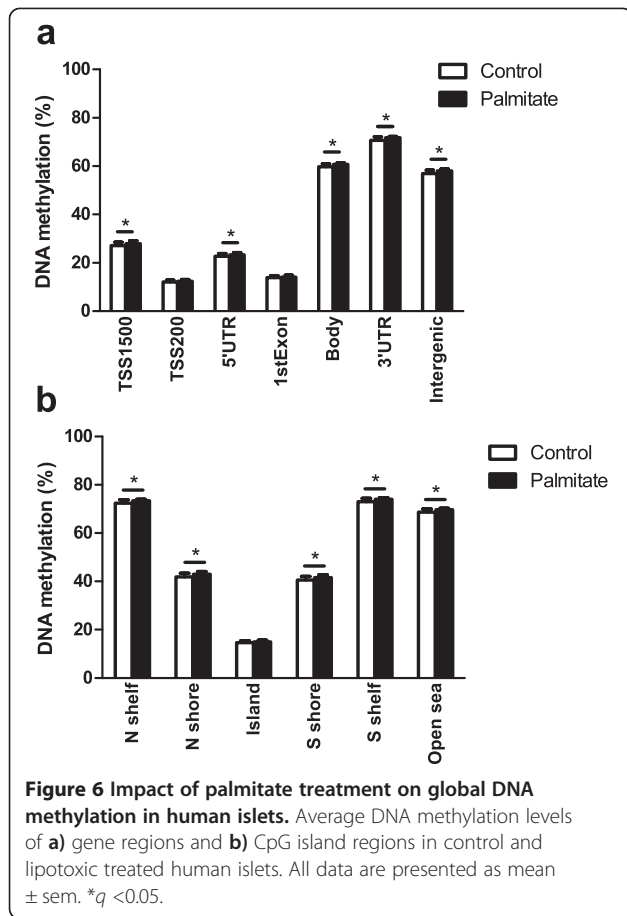 a
100
80
60
40
20
0
DNA methylation (%)
Control
Palmitate
*
*
*
*
*
TSS1500
TSS200
5'UTR
1stExon
Body
3'UTR
Intergenic
b
100
80
60
40
20
0
DNA methylation (%)
Control
Palmitate
*
*
*
*
*
N shelf
N shore
Island
S shore
S shelf
Open sea
Figure 6 Impact of palmitate treatment on global DNA
methylation in human islets. Average DNA methylation levels
of a) gene regions and b) CpG island regions in control and
lipotoxic treated human islets. All data are presented as mean
± sem. *q <0.05.